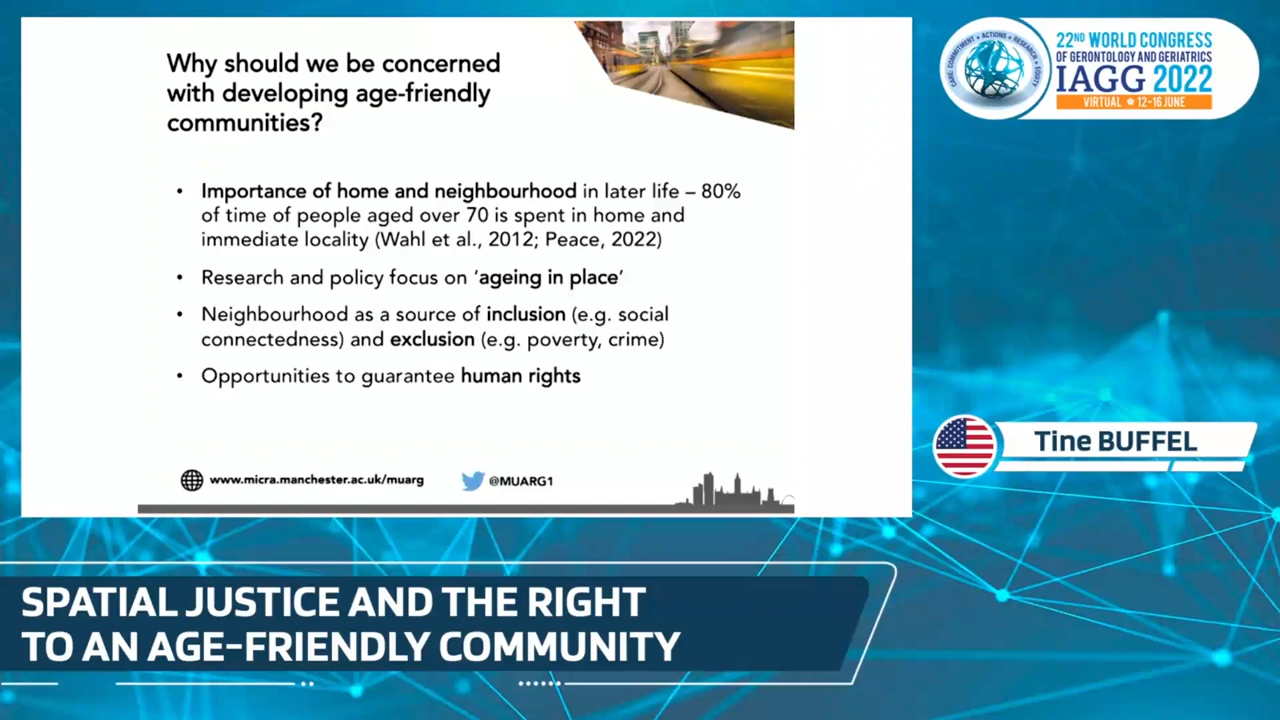 Why should we be concerned
with developing age-friendly
communities?
• Importance of home and neighbourhood in later life – 80%
of time of people aged over 70 is spent in home and
immediate locality (Wahl et al., 2012; Peace, 2022)
• Research and policy focus on ‘ageing in place’
• Neighbourhood as a source of inclusion (e.g. social
connectedness) and exclusion (e.g. poverty, crime)
• Opportunities to guarantee human rights
www.micra.manchester.ac.uk/muarg
@MUARG1
22ND WORLD CONGRESS
OF GERONTOLOGY AND GERIATRICS
IAGG 2022
VIRTUAL 12-16 JUNE
Tine BUFFEL
SPATIAL JUSTICE AND THE RIGHT
TO AN AGE-FRIENDLY COMMUNITY